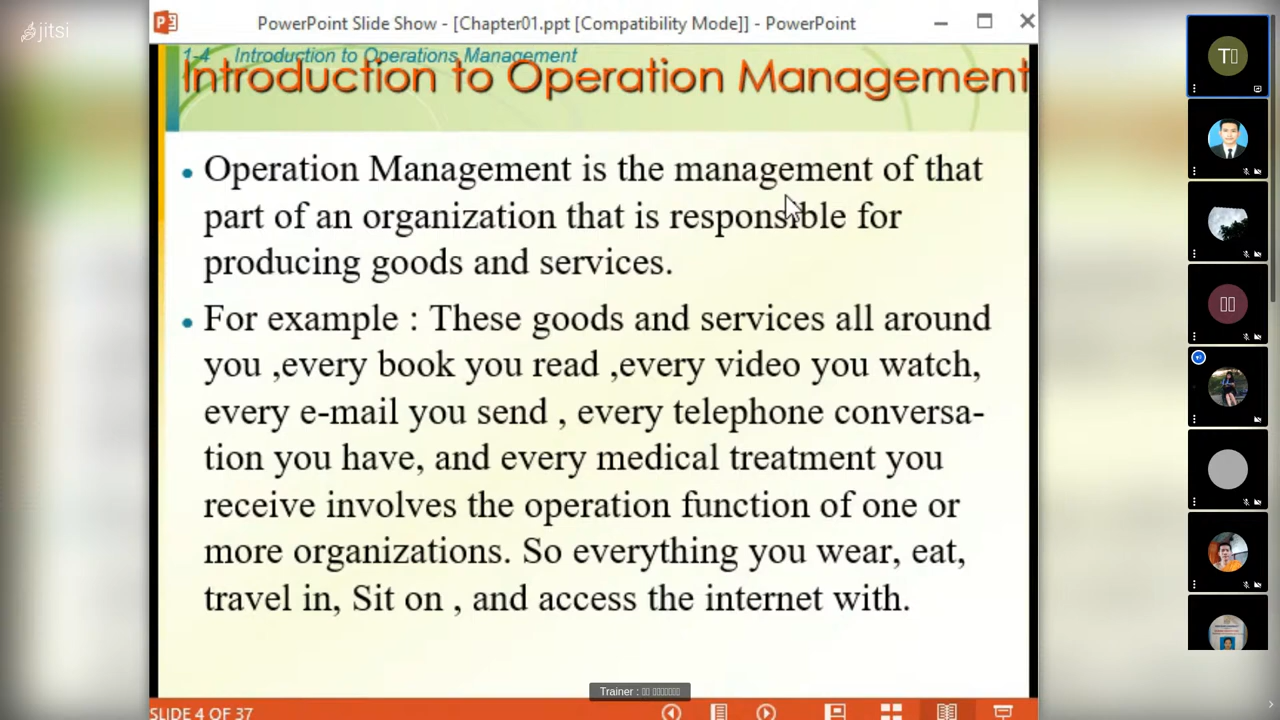 jitsi
PowerPoint Slide Show - [Chapter01.ppt [Compatibility Mode]] - PowerPoint
1-4 Introduction to Operations Management
Introduction to Operation Management
• Operation Management is the management of that
part of an organization that is responsible for
producing goods and services.
• For example : These goods and services all around
you ,every book you read ,every video you watch,
every e-mail you send , every telephone conversa-
tion you have, and every medical treatment you
receive involves the operation function of one or
more organizations. So everything you wear, eat,
travel in, Sit on , and access the internet with.
Trainer :
SLIDE 4 OF 37
T